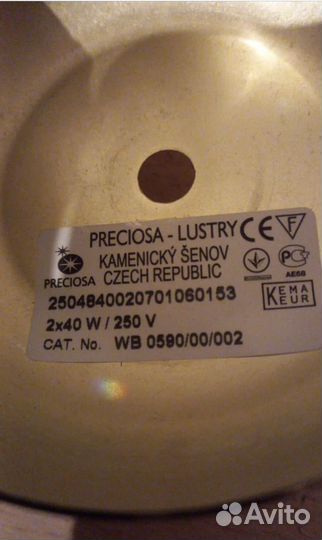 PRECIOSA - LUSTRY CE F
KAMENICKÝ ŠENOV
CZECH REPUBLIC
PRECIOSA
AE68
2504840020701060153
KEMA
KEUR
2x40 W / 250 V
CAT. No. WB 0590/00/002
Avito